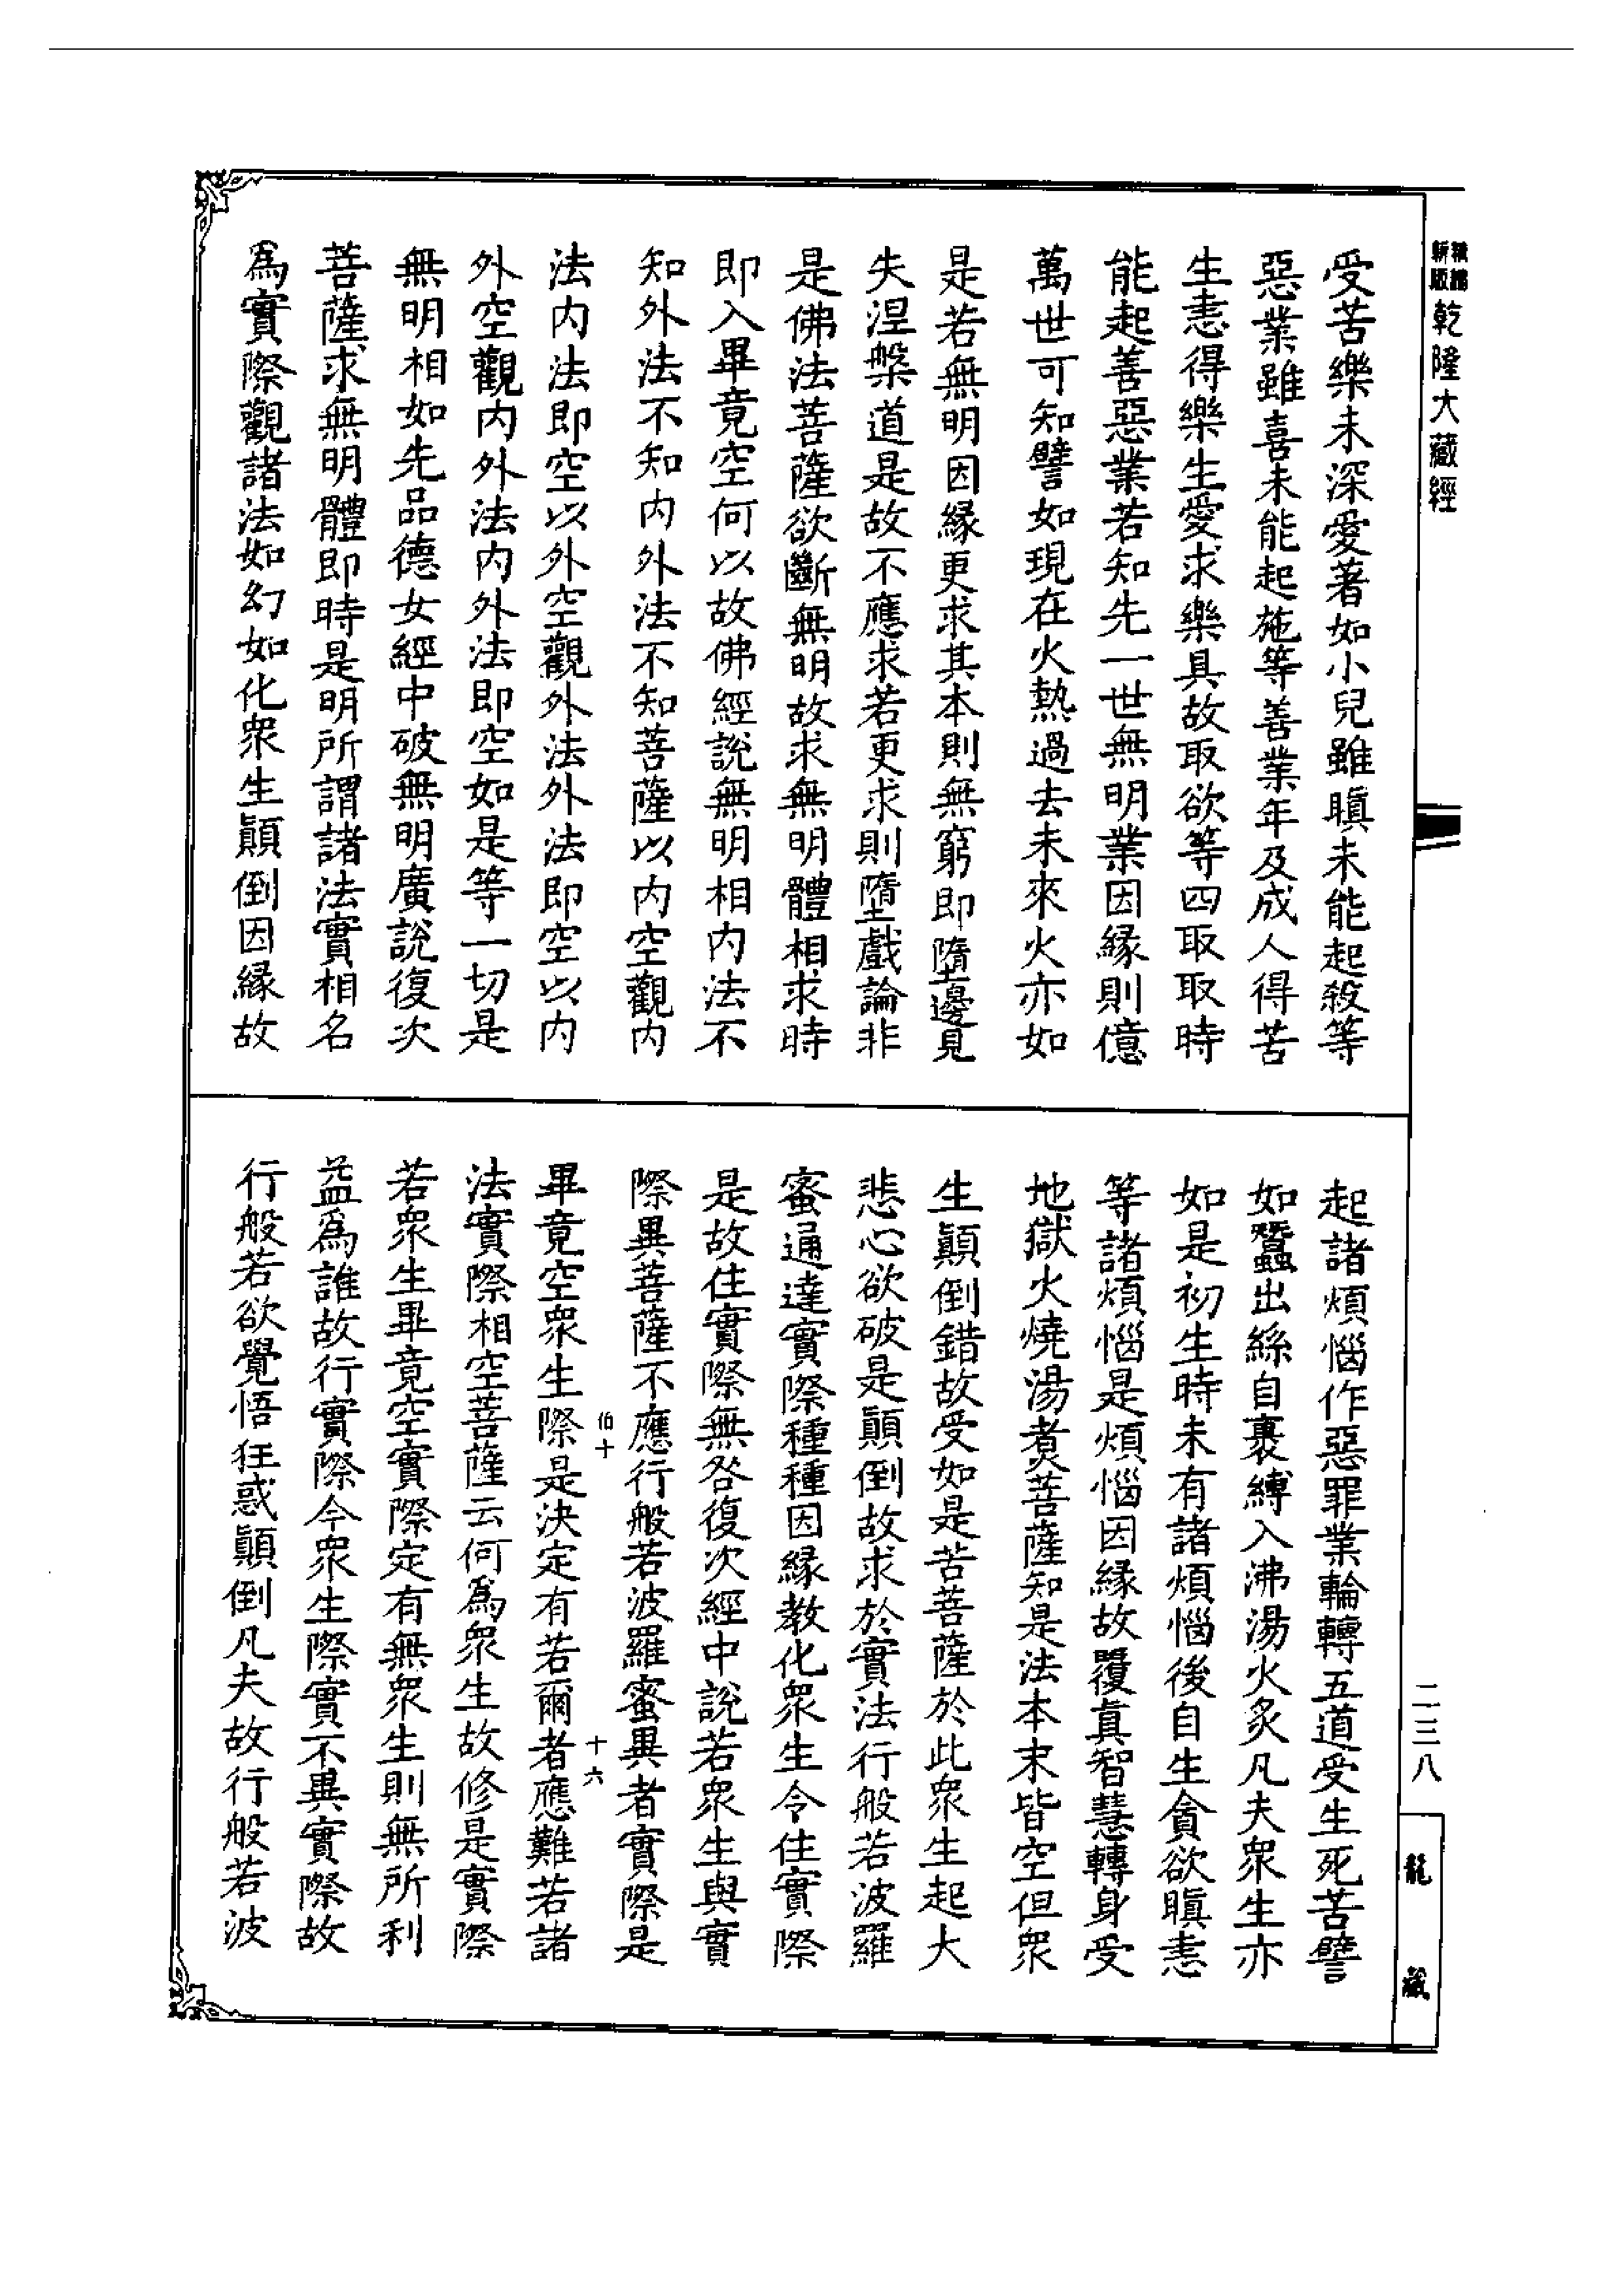 乾隆大藏經
受苦樂未深愛著如小兒雖瞋未能起殺等
惡業雖喜未能起施等善業年及成人得苦
生恚得樂生愛求樂具故取欲等四取取時
能起善惡業若知先一世無明業因緣則億
萬世可知譬如現在火熱過去未來火亦如
是若無明因緣更求其本則無窮即墮邊見
失涅槃道是故不應求若更求則墮戲論非
是佛法菩薩欲斷無明故求無明體相求時
即入畢竟空何以故佛經說無明相內法不
知外法不知內外法不知菩薩以內空觀內
法內法即空以外空觀外法外法即空以內
外空觀內外法內外法即空如是等一切是
無明相如先品德女經中破無明廣說復次
菩薩求無明體即時是明所謂諸法實相名
為實際觀諸法如幻如化眾生顛倒因緣故
起諸煩惱作惡罪業輪轉五道受生死苦譬
如蠶出絲自裹縛入沸湯火炙凡夫眾生亦
如是初生時未有諸煩惱後自生貪欲瞋恚
等諸煩惱是煩惱因緣故覆真智慧轉身受
地獄火燒湯煮菩薩知是法本末皆空但眾
生顛倒錯故受如是苦菩薩於此眾生起大
悲心欲破是顛倒故求於實法行般若波羅
蜜通達實際種種因緣教化眾生令住實際
是故住實際無咎復次經中說若眾生與實
際異菩薩不應行般若波羅蜜異者實際是
伯十
十六
畢竟空眾生際是決定有若爾者應難若諸
法實際相空菩薩云何為眾生故修是實際
若眾生畢竟空實際定有無眾生則無所利
益為誰故行實際今眾生際實不異實際故
行般若欲覺悟狂惑顛倒凡夫故行般若波
二三八
龍藏